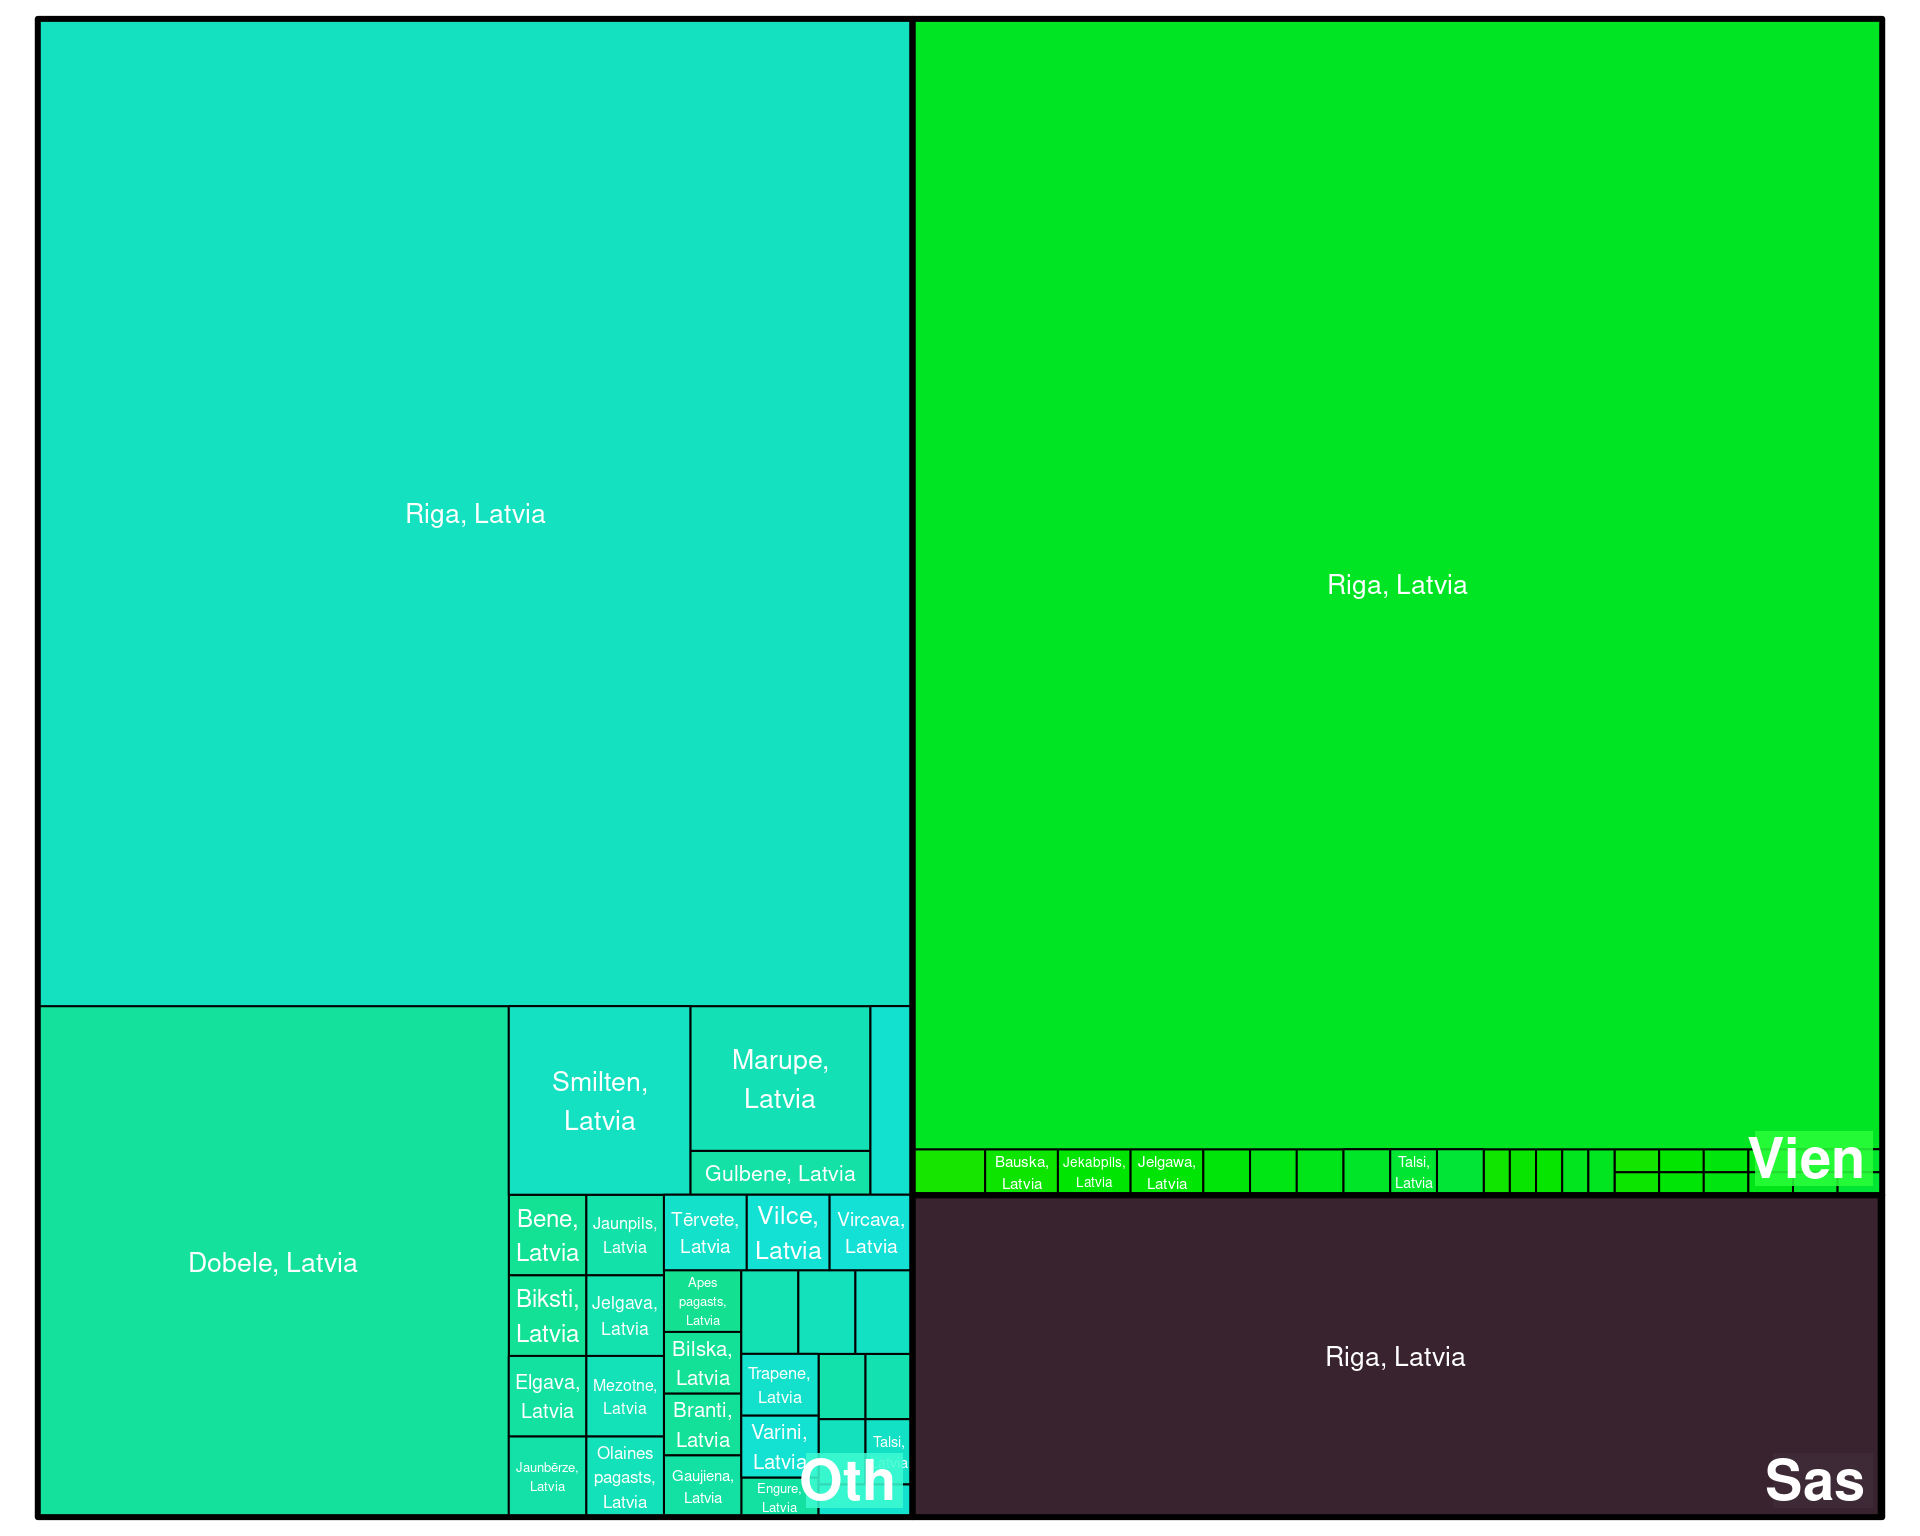 Riga, Latvia
Riga, Latvia
Dobele, Latvia
Smilten,
Latvia
Marupe,
Latvia
Gulbene, Latvia
Bene,
Latvia
Jaunpils,
Latvia
Tērvete,
Latvia
Vilce,
Latvia
Vircava,
Latvia
Biksti,
Latvia
Jelgava,
Latvia
Apes
pagasts,
Latvia
Bilska,
Latvia
Elgava,
Latvia
Mezotne,
Latvia
Branti,
Latvia
Trapene,
Latvia
Varini,
Latvia
Jaunbērze,
Latvia
Olaines
pagasts,
Latvia
Gaujiena,
Latvia
Engure,
Latvia
Talsi,
Latvia
Oth
Bauska,
Latvia
Jekabpils,
Latvia
Jelgawa,
Latvia
Talsi,
Latvia
Vien
Riga, Latvia
Sas